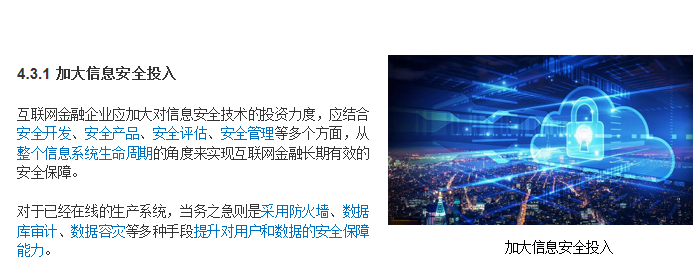 4.3.1 加大信息安全投入
互联网金融企业应加大对信息安全技术的投资力度，应结合
安全开发、安全产品、安全评估、安全管理等多个方面，从
整个信息系统生命周期的角度来实现互联网金融长期有效的
安全保障。
对于已经在线的生产系统，当务之急则是采用防火墙、数据
库审计、数据容灾等多种手段提升对用户和数据的安全保障
能力。
加大信息安全投入